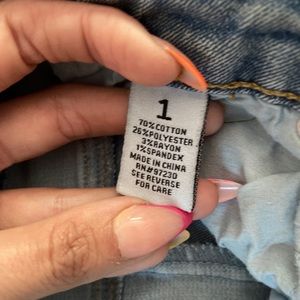 1
70% COTTON
26% POLYESTER
3% RAYON
1% SPANDEX
MADE IN CHINA
RN# 97230
SEE REVERSE
FOR CARE